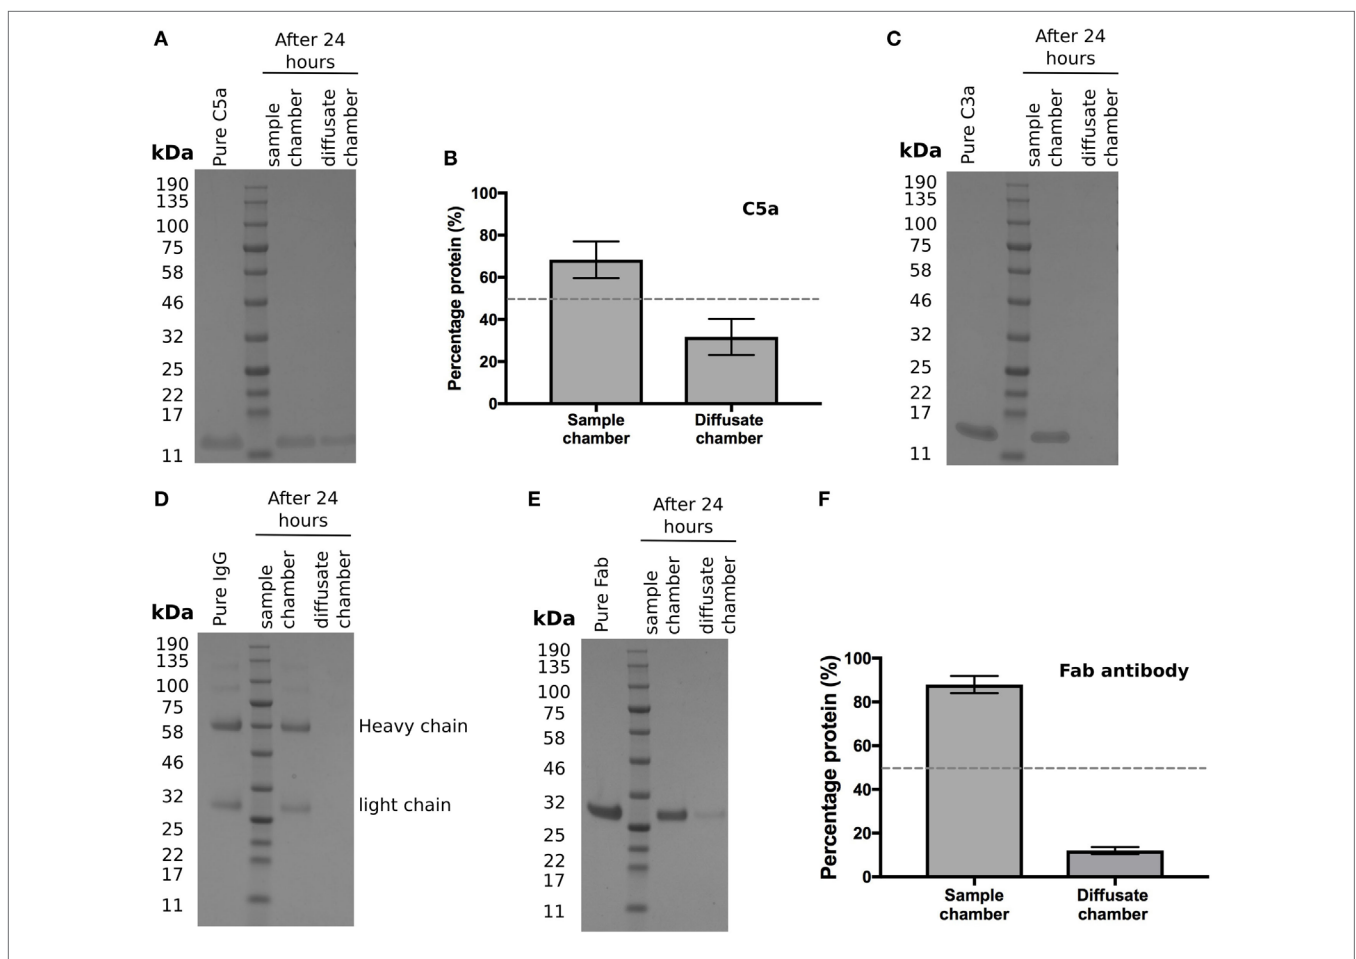 A
After 24
hours
Pure C5a
sample
chamber
diffusate
chamber
kDa
190
135
100
75
58
46
32
25
22
17
11
B
Percentage protein (%)
100
80
60
40
20
0
C5a
Sample
chamber
Diffusate
chamber
C
After 24
hours
Pure C3a
sample
chamber
diffusate
chamber
kDa
190
135
100
75
58
46
32
25
22
17
11
D
After 24
hours
Pure IgG
sample
chamber
diffusate
chamber
kDa
190
135
100
75
58
46
32
25
22
17
11
Heavy chain
light chain
E
After 24
hours
Pure Fab
sample
chamber
diffusate
chamber
kDa
190
135
100
75
58
46
32
25
22
17
11
F
Percentage protein (%)
100
80
60
40
20
0
Fab antibody
Sample
chamber
Diffusate
chamber